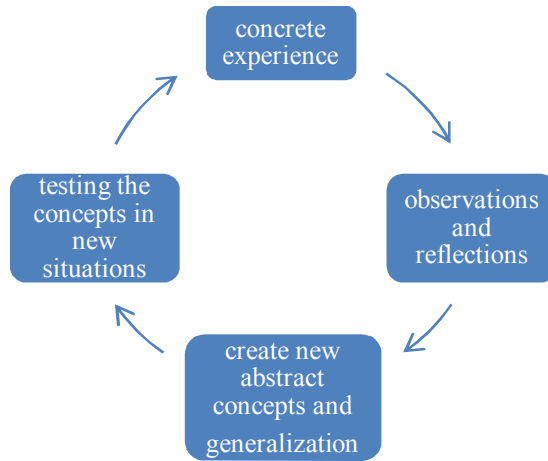 concrete
experience
observations
and
reflections
create new
abstract
concepts and
generalization
testing the
concepts in
new
situations